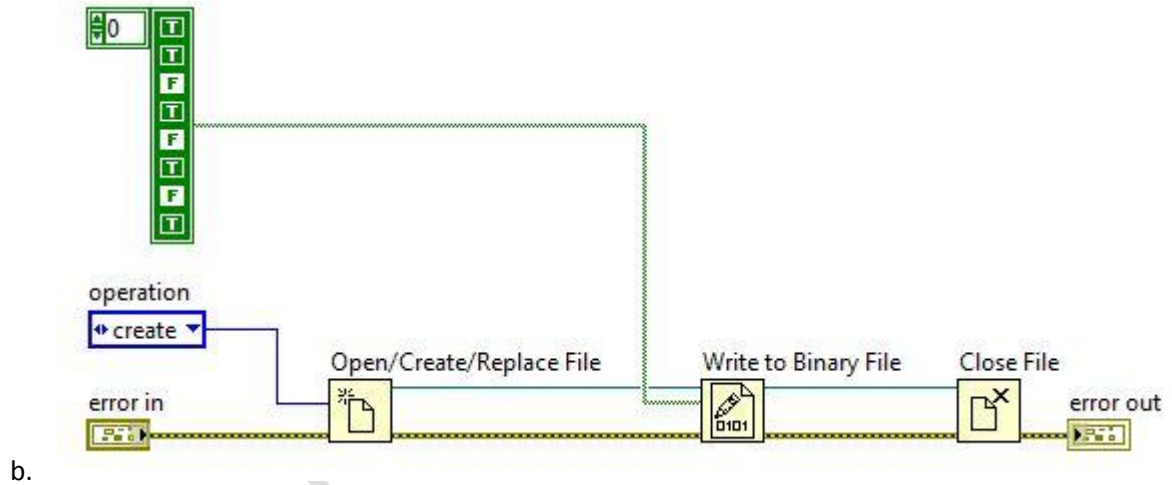 0
T
T
F
T
F
T
F
T
operation
create
Open/Create/Replace File
Write to Binary File
Close File
error in
0101
error out
b.